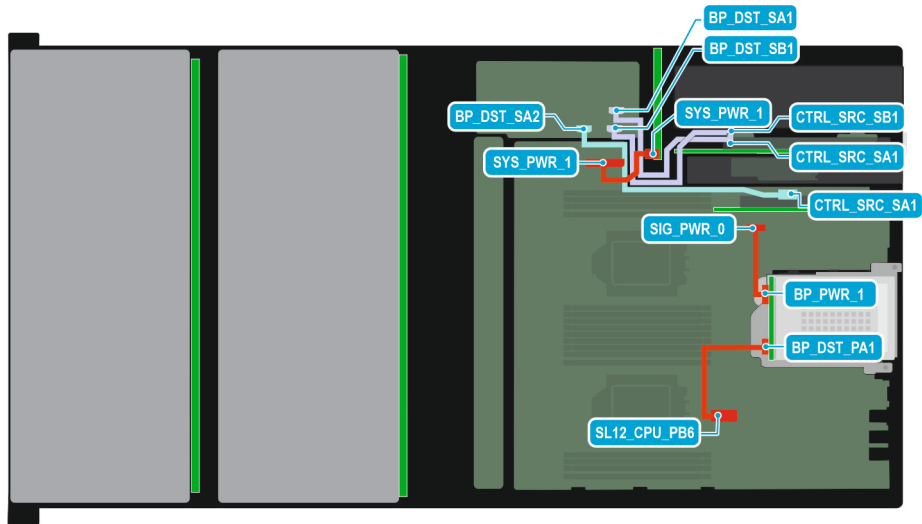 BP_DST_SA1
BP_DST_SB1
BP_DST_SA2
SYS_PWR_1
CTRL_SRC_SB1
SYS_PWR_1
CTRL_SRC_SA1
CTRL_SRC_SA1
SIG_PWR_0
BP_PWR_1
BP_DST_PA1
SL12_CPU_PB6